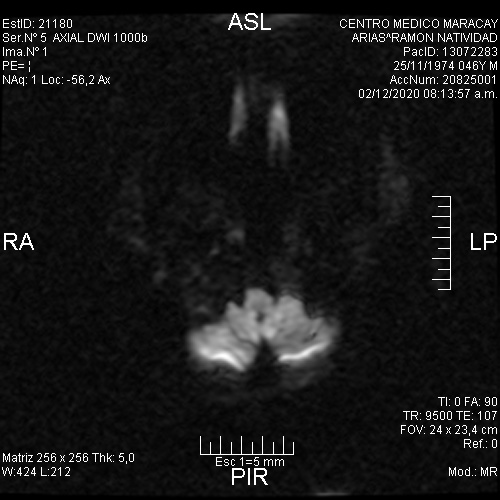 EstID: 21180
Ser.Nº 5 AXIAL DWI 1000b
Ima.Nº 1
PE= ¦
NAq: 1 Loc: -56,2 Ax
ASL
CENTRO MEDICO MARACAY
ARIAS^RAMON NATIVIDAD
PacID: 13072283
25/11/1974 046Y M
AccNum: 20825001
02/12/2020 08:13:57 a.m.
RA
LP
TI: 0 FA: 90
TR: 9500 TE: 107
FOV: 24 x 23,4 cm
Ref.: 0
Matriz 256 x 256 Thk: 5,0
W:424 L:212
Esc 1=5 mm
PIR
Mod.: MR